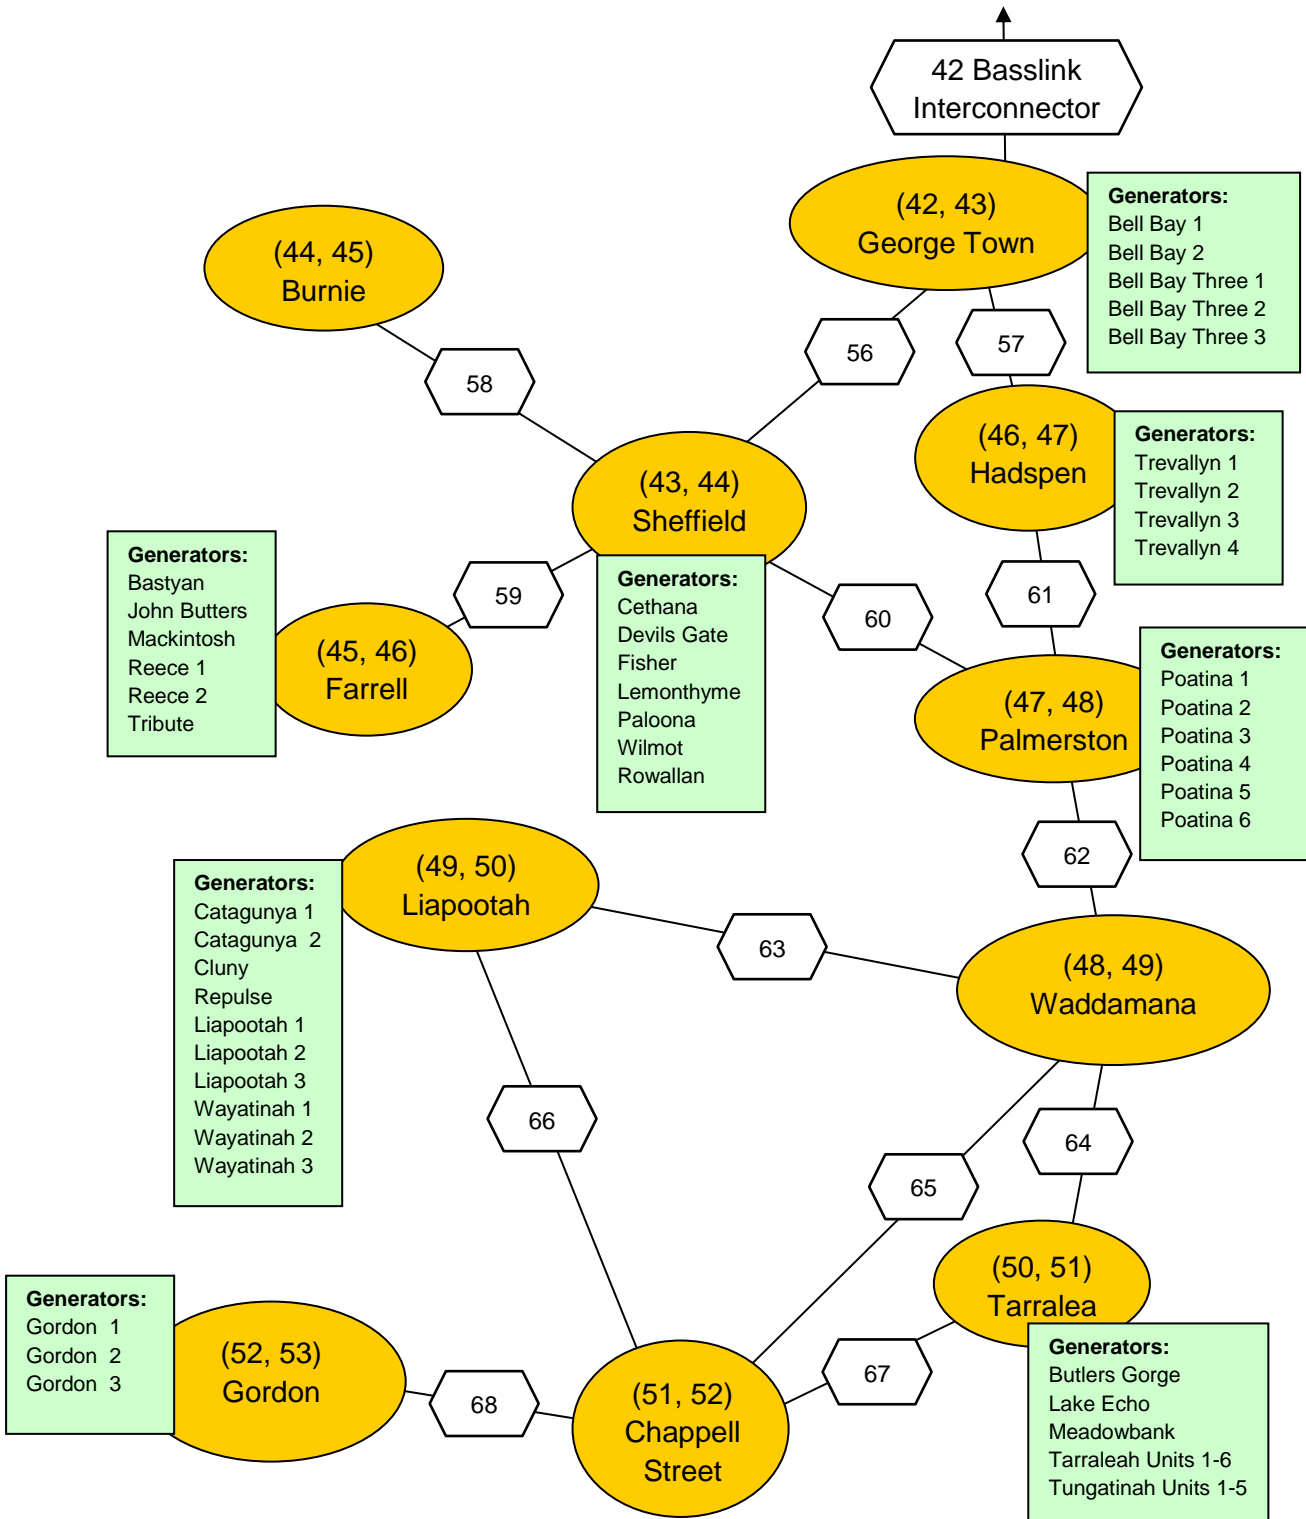 42 Basslink
Interconnector
(42, 43)
George Town
Generators:
Bell Bay 1
Bell Bay 2
Bell Bay Three 1
Bell Bay Three 2
Bell Bay Three 3
(44, 45)
Burnie
56
57
58
(46, 47)
Hadspen
Generators:
Trevallyn 1
Trevallyn 2
Trevallyn 3
Trevallyn 4
(43, 44)
Sheffield
Generators:
Cethana
Devils Gate
Fisher
Lemonthyme
Paloona
Wilmot
Rowallan
Generators:
Bastyan
John Butters
Mackintosh
Reece 1
Reece 2
Tribute
(45, 46)
Farrell
59
60
61
(47, 48)
Palmerston
Generators:
Poatina 1
Poatina 2
Poatina 3
Poatina 4
Poatina 5
Poatina 6
62
(49, 50)
Liapootah
Generators:
Catagunya 1
Catagunya  2
Cluny
Repulse
Liapootah 1
Liapootah 2
Liapootah 3
Wayatinah 1
Wayatinah 2
Wayatinah 3
63
(48, 49)
Waddamana
66
64
65
(50, 51)
Tarralea
Generators:
Butlers Gorge
Lake Echo
Meadowbank
Tarraleah Units 1-6
Tungatinah Units 1-5
67
Generators:
Gordon  1
Gordon  2
Gordon  3
(52, 53)
Gordon
68
(51, 52)
Chappell
Street